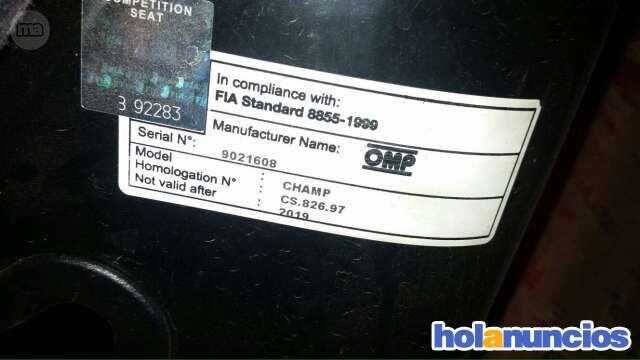 ma
COMPETITION
SEAT
3 92283
In compliance with:
FIA Standard 8855-1999
Manufacturer Name:
OMP
Serial N°:
9021608
Model : CHAMP
Homologation N° : CS.826.97
Not valid after : 2019
holanuncios